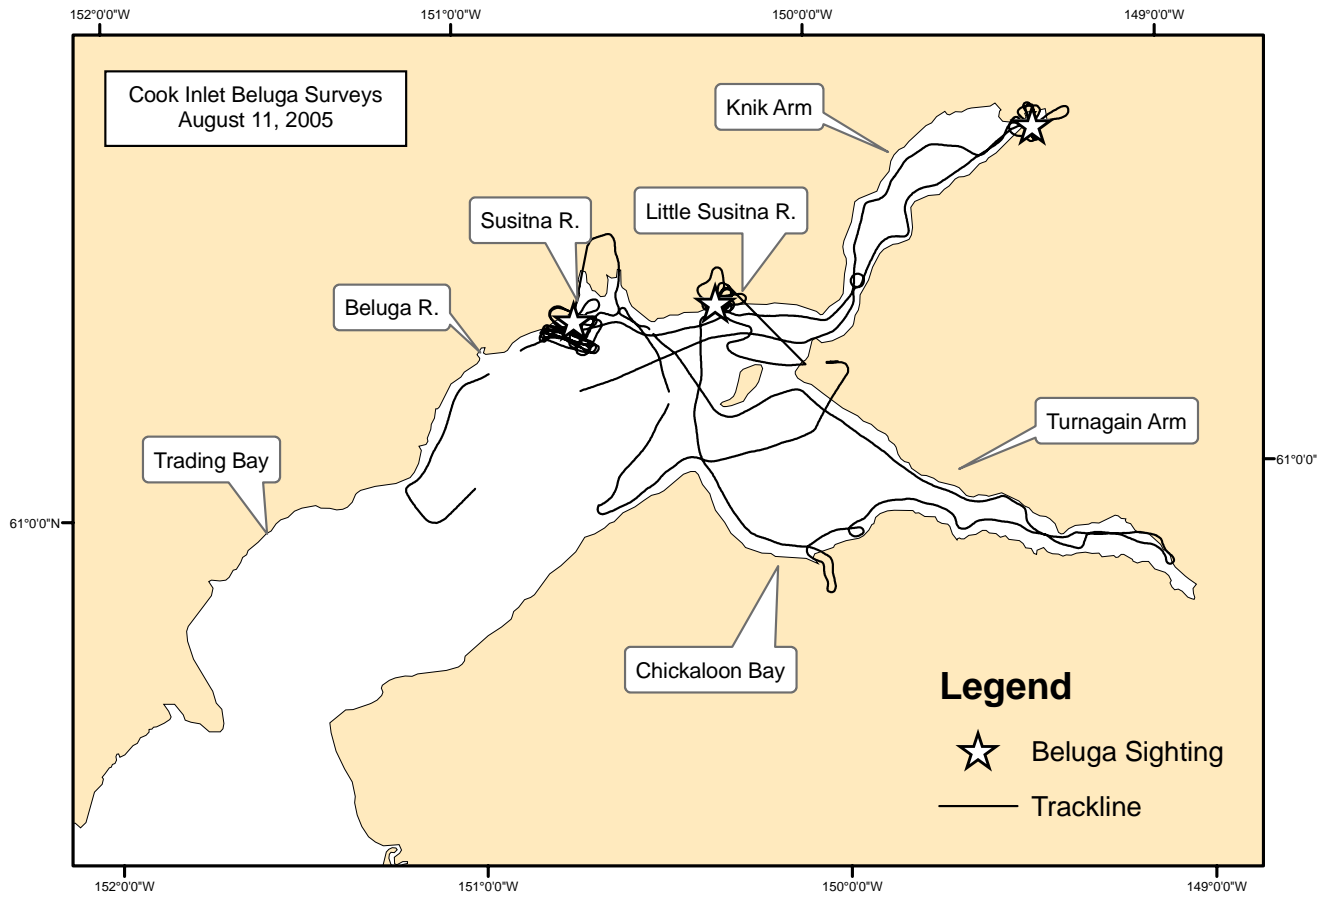 152°0'0"W 151°0'0"W 150°0'0"W 149°0'0"W
Cook Inlet Beluga Surveys
August 11, 2005
Knik Arm
Susitna R.
Little Susitna R.
Beluga R.
Turnagain Arm
Trading Bay
61°0'0"
61°0'0"N
Chickaloon Bay
Legend
Beluga Sighting
Trackline
152°0'0"W 151°0'0"W 150°0'0"W 149°0'0"W